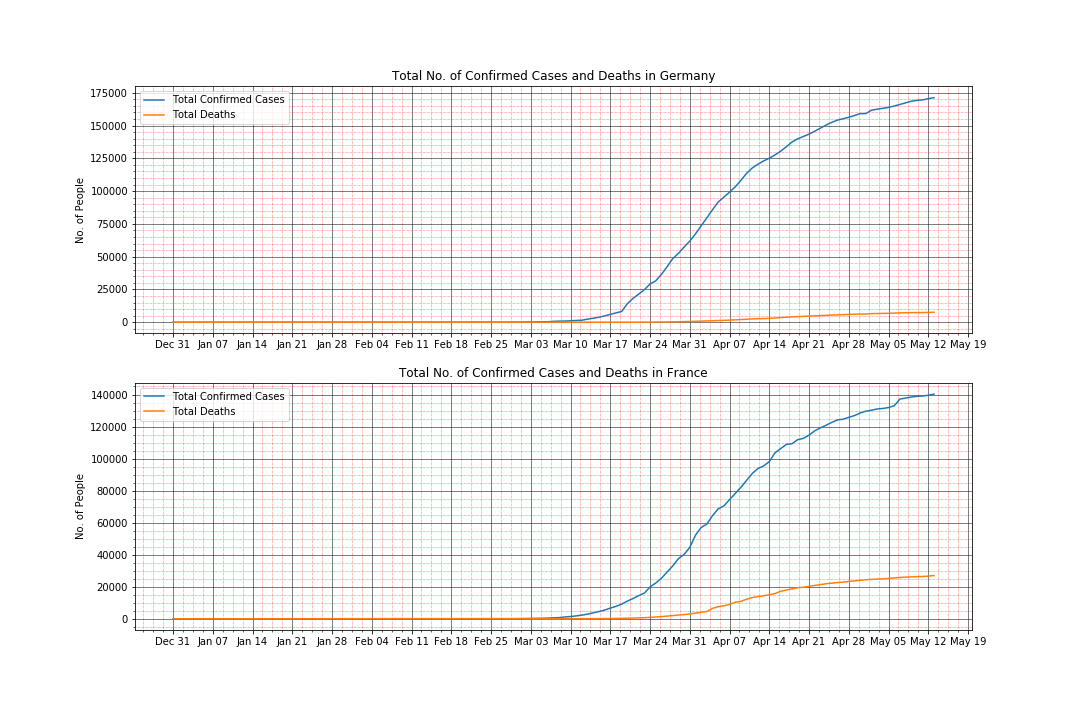 Total No. of Confirmed Cases and Deaths in Germany
Total Confirmed Cases
Total Deaths
No. of People
175000
150000
125000
100000
75000
50000
25000
0
Dec 31 Jan 07 Jan 14 Jan 21 Jan 28 Feb 04 Feb 11 Feb 18 Feb 25 Mar 03 Mar 10 Mar 17 Mar 24 Mar 31 Apr 07 Apr 14 Apr 21 Apr 28 May 05 May 12 May 19
Total No. of Confirmed Cases and Deaths in France
Total Confirmed Cases
Total Deaths
No. of People
140000
120000
100000
80000
60000
40000
20000
0
Dec 31 Jan 07 Jan 14 Jan 21 Jan 28 Feb 04 Feb 11 Feb 18 Feb 25 Mar 03 Mar 10 Mar 17 Mar 24 Mar 31 Apr 07 Apr 14 Apr 21 Apr 28 May 05 May 12 May 19